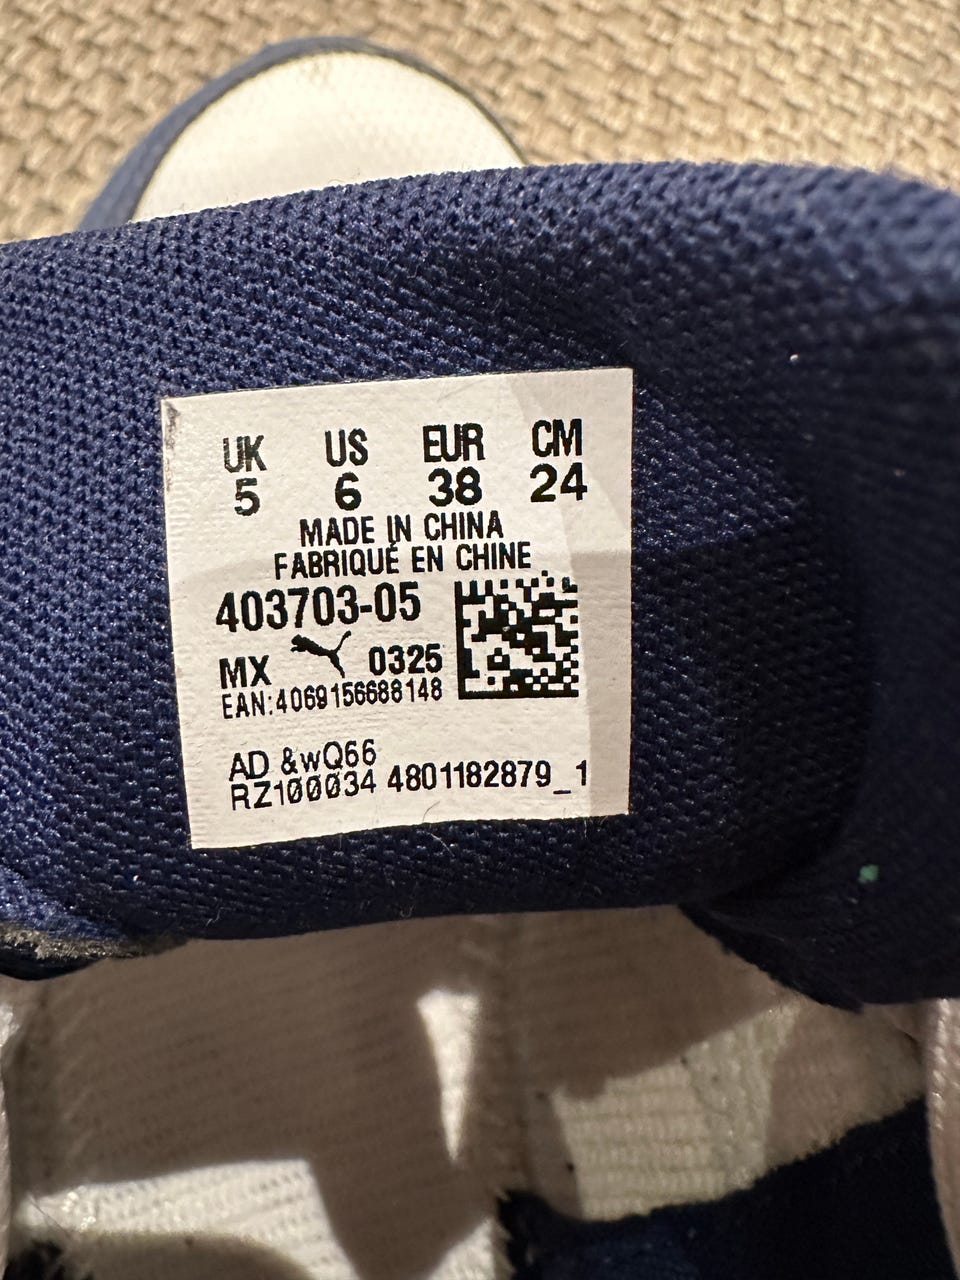 UK US EUR CM
5 6 38 24
MADE IN CHINA
FABRIQUÉ EN CHINE
403703-05
MX 0325
EAN:4069156688148
AD &wQ66
RZ100034 4801182879_1